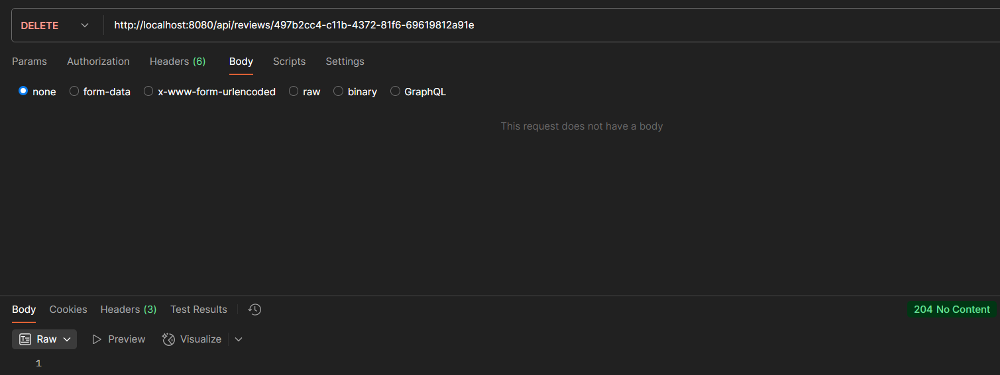 DELETE http://localhost:8080/api/reviews/497b2cc4-c11b-4372-81f6-69619812a91e
Params Authorization Headers (6) Body Scripts Settings
none form-data x-www-form-urlencoded raw binary GraphQL
This request does not have a body
Body Cookies Headers (3) Test Results 204 No Content
Raw Preview Visualize
1